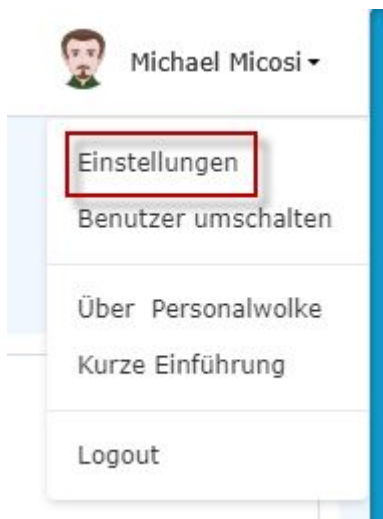 Michael Micosi
Einstellungen
Benutzer umschalten
Über Personalwolke
Kurze Einführung
Logout